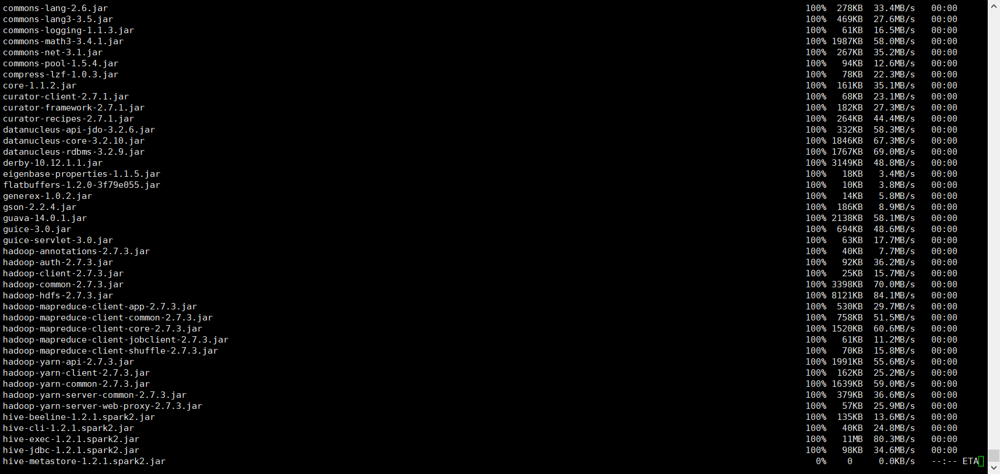 commons-lang-2.6.jar 100% 278KB 33.4MB/s 00:00
commons-lang3-3.5.jar 100% 469KB 27.6MB/s 00:00
commons-logging-1.1.3.jar 100% 61KB 16.5MB/s 00:00
commons-math3-3.4.1.jar 100% 1987KB 58.0MB/s 00:00
commons-net-3.1.jar 100% 267KB 35.2MB/s 00:00
commons-pool-1.5.4.jar 100% 94KB 12.6MB/s 00:00
compress-lzf-1.0.3.jar 100% 78KB 22.3MB/s 00:00
core-1.1.2.jar 100% 161KB 35.1MB/s 00:00
curator-client-2.7.1.jar 100% 68KB 23.1MB/s 00:00
curator-framework-2.7.1.jar 100% 182KB 27.3MB/s 00:00
curator-recipes-2.7.1.jar 100% 264KB 44.4MB/s 00:00
datanucleus-api-jdo-3.2.6.jar 100% 332KB 58.3MB/s 00:00
datanucleus-core-3.2.10.jar 100% 1846KB 67.3MB/s 00:00
datanucleus-rdbms-3.2.9.jar 100% 1767KB 69.0MB/s 00:00
derby-10.12.1.1.jar 100% 3149KB 48.8MB/s 00:00
eigenbase-properties-1.1.5.jar 100% 18KB 3.4MB/s 00:00
flatbuffers-1.2.0-3f79e055.jar 100% 10KB 3.8MB/s 00:00
generex-1.0.2.jar 100% 14KB 5.8MB/s 00:00
gson-2.2.4.jar 100% 186KB 8.9MB/s 00:00
guava-14.0.1.jar 100% 2138KB 58.1MB/s 00:00
guice-3.0.jar 100% 694KB 48.6MB/s 00:00
guice-servlet-3.0.jar 100% 63KB 17.7MB/s 00:00
hadoop-annotations-2.7.3.jar 100% 40KB 7.7MB/s 00:00
hadoop-auth-2.7.3.jar 100% 92KB 36.2MB/s 00:00
hadoop-client-2.7.3.jar 100% 25KB 15.7MB/s 00:00
hadoop-common-2.7.3.jar 100% 3398KB 70.0MB/s 00:00
hadoop-hdfs-2.7.3.jar 100% 8121KB 84.1MB/s 00:00
hadoop-mapreduce-client-app-2.7.3.jar 100% 530KB 29.7MB/s 00:00
hadoop-mapreduce-client-common-2.7.3.jar 100% 758KB 51.5MB/s 00:00
hadoop-mapreduce-client-core-2.7.3.jar 100% 1520KB 60.6MB/s 00:00
hadoop-mapreduce-client-jobclient-2.7.3.jar 100% 61KB 11.2MB/s 00:00
hadoop-mapreduce-client-shuffle-2.7.3.jar 100% 70KB 15.8MB/s 00:00
hadoop-yarn-api-2.7.3.jar 100% 1991KB 55.6MB/s 00:00
hadoop-yarn-client-2.7.3.jar 100% 162KB 25.2MB/s 00:00
hadoop-yarn-common-2.7.3.jar 100% 1639KB 59.0MB/s 00:00
hadoop-yarn-server-common-2.7.3.jar 100% 379KB 36.6MB/s 00:00
hadoop-yarn-server-web-proxy-2.7.3.jar 100% 57KB 25.9MB/s 00:00
hive-beeline-1.2.1.spark2.jar 100% 135KB 13.6MB/s 00:00
hive-cli-1.2.1.spark2.jar 100% 40KB 24.8MB/s 00:00
hive-exec-1.2.1.spark2.jar 100% 11MB 80.3MB/s 00:00
hive-jdbc-1.2.1.spark2.jar 100% 98KB 34.6MB/s 00:00
hive-metastore-1.2.1.spark2.jar 0% 0 0.0KB/s --:-- ETA